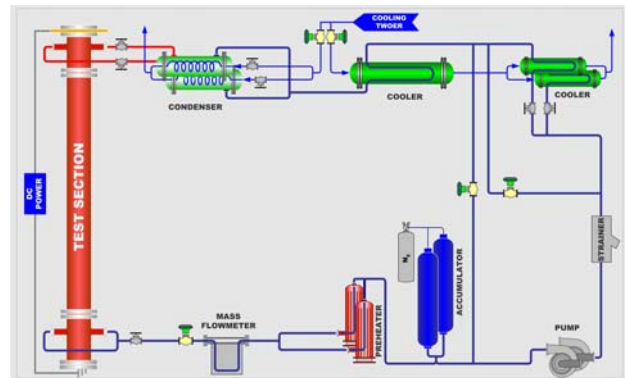 COOLING
TWOER
CONDENSER
COOLER
COOLER
DC
POWER
TEST SECTION
MASS
FLOWMETER
PREHEATER
N₂
ACCUMULATOR
STRAINER
PUMP